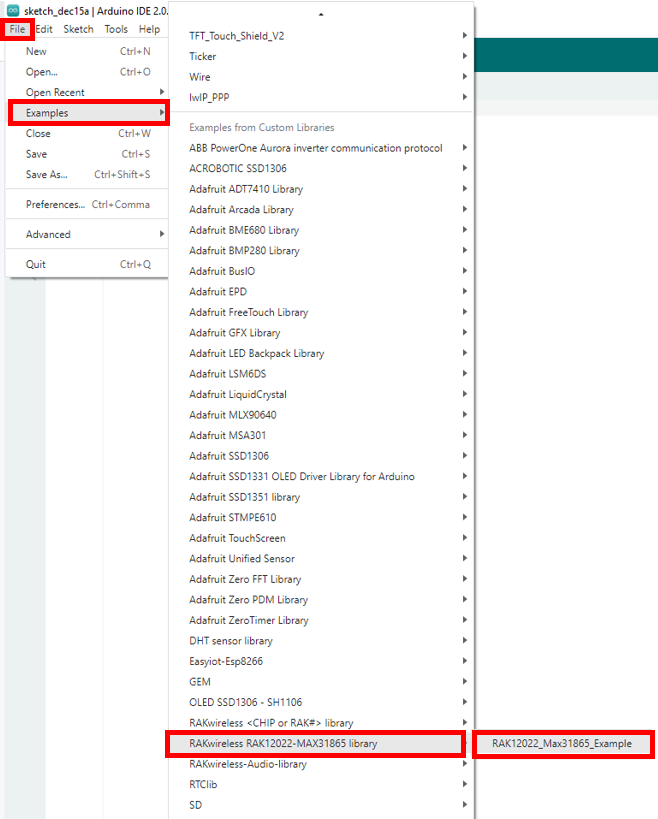 sketch_dec15a | Arduino IDE 2.0.
File Edit Sketch Tools Help
New Ctrl+N
Open... Ctrl+O
Open Recent
Examples
Close Ctrl+W
Save Ctrl+S
Save As... Ctrl+Shift+S
Preferences... Ctrl+Comma
Advanced
Quit Ctrl+Q
TFT_Touch_Shield_V2
Ticker
Wire
lwIP_PPP
Examples from Custom Libraries
ABB PowerOne Aurora inverter communication protocol
ACROBOTIC SSD1306
Adafruit ADT7410 Library
Adafruit Arcada Library
Adafruit BME680 Library
Adafruit BMP280 Library
Adafruit BusIO
Adafruit EPD
Adafruit FreeTouch Library
Adafruit GFX Library
Adafruit LED Backpack Library
Adafruit LSM6DS
Adafruit LiquidCrystal
Adafruit MLX90640
Adafruit MSA301
Adafruit SSD1306
Adafruit SSD1331 OLED Driver Library for Arduino
Adafruit SSD1351 library
Adafruit STMPE610
Adafruit TouchScreen
Adafruit Unified Sensor
Adafruit Zero FFT Library
Adafruit Zero PDM Library
Adafruit ZeroTimer Library
DHT sensor library
Easyiot-Esp8266
GEM
OLED SSD1306 - SH1106
RAKwireless <CHIP or RAK#> library
RAKwireless RAK12022-MAX31865 library
RAK12022_Max31865_Example
RAKwireless-Audio-library
RTClib
SD